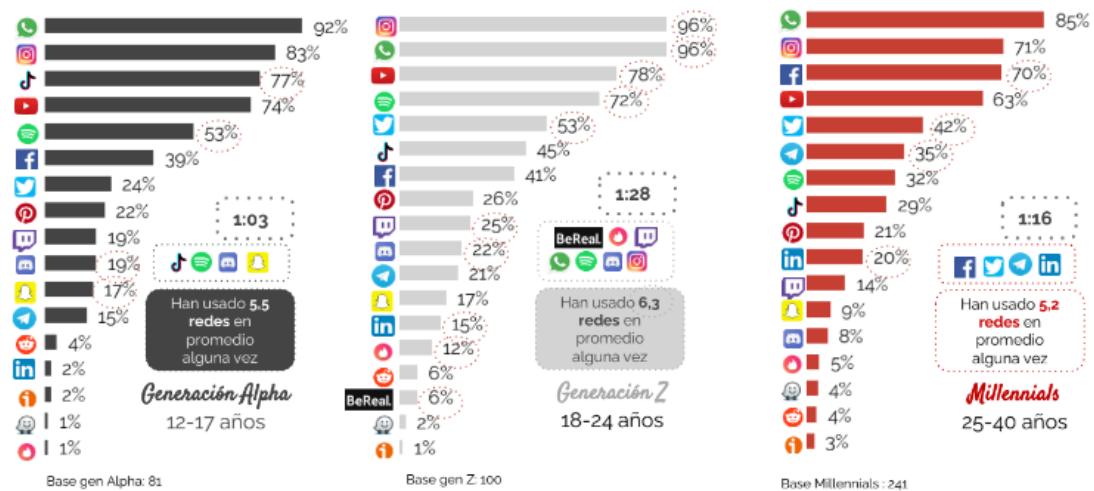 92%
83%
77%
74%
53%
39%
24%
22%
19%
19%
17%
15%
4%
2%
2%
1%
1%
1:03
Han usado 5,5
redes en
promedio
alguna vez
Generación Alpha
12-17 años
Base gen Alpha: 81
96%
96%
78%
72%
53%
45%
41%
26%
25%
22%
21%
17%
15%
12%
6%
BeReal. 6%
2%
1%
1:28
BeReal.
Han usado 6,3
redes en
promedio
alguna vez
Generación Z
18-24 años
Base gen Z: 100
85%
71%
70%
63%
42%
35%
32%
29%
21%
20%
14%
9%
8%
5%
4%
4%
3%
1:16
Han usado 5,2
redes en
promedio
alguna vez
Millennials
25-40 años
Base Millennials : 241